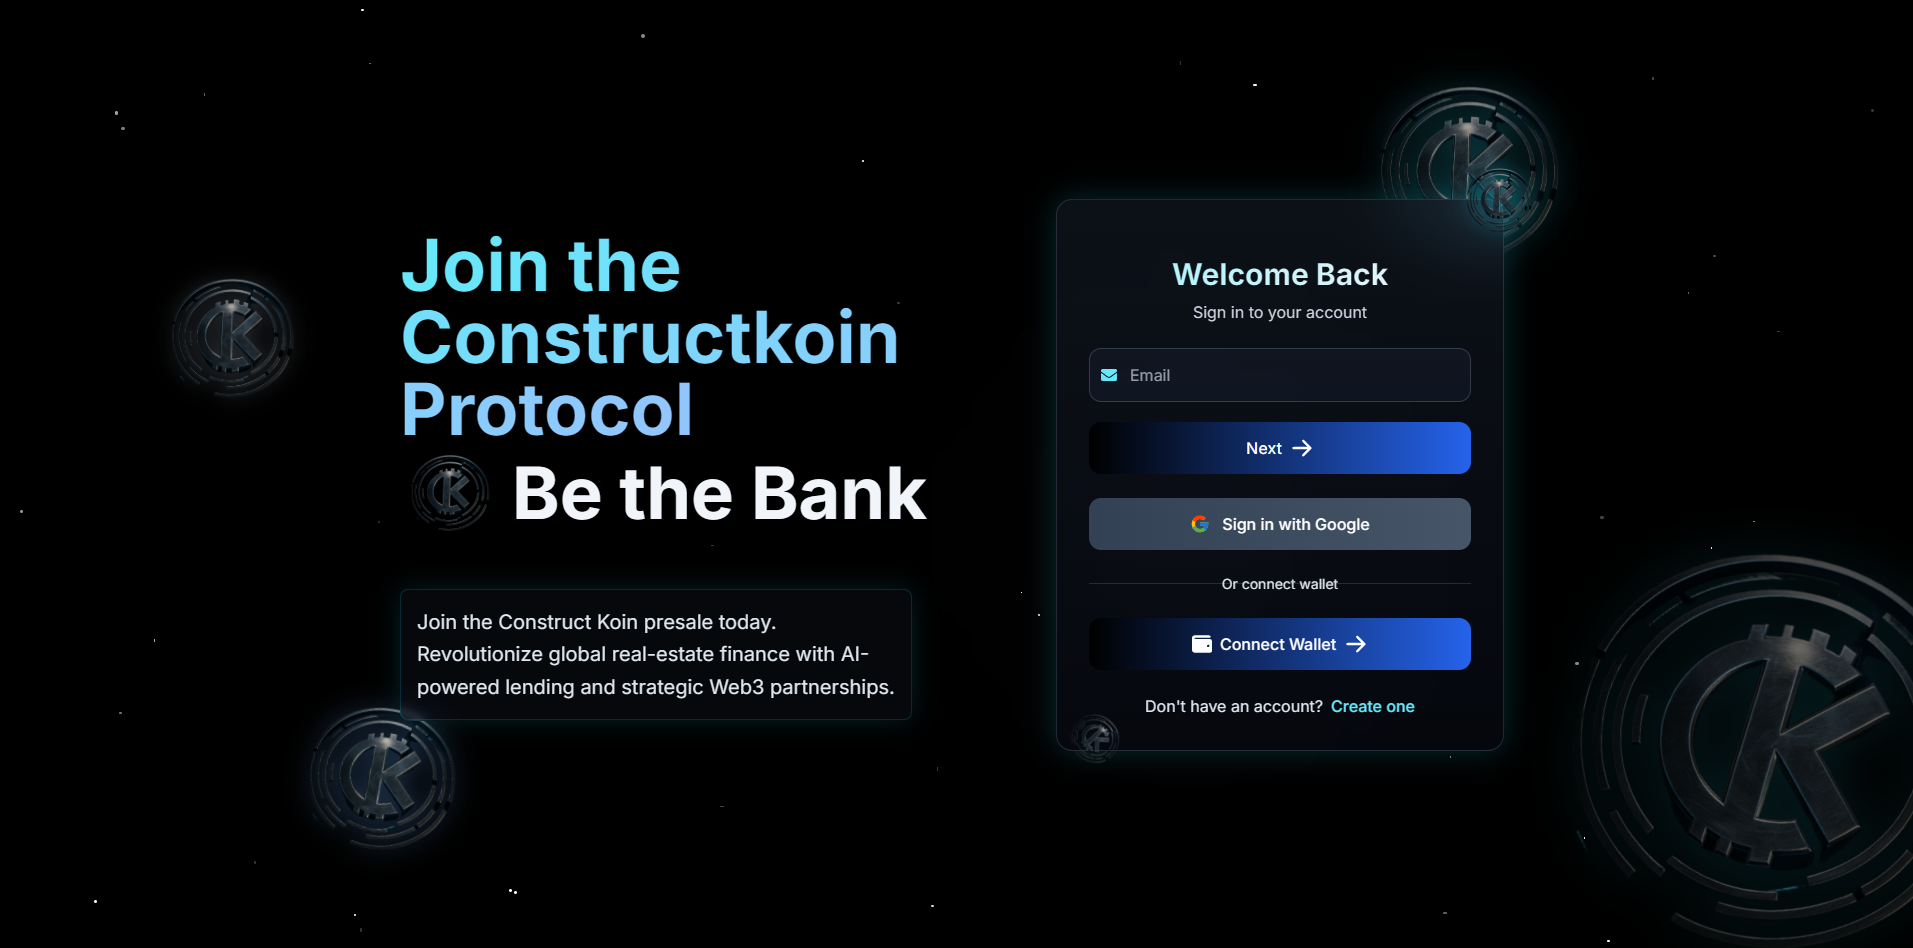 Join the
Constructkoin
Protocol
Be the Bank
Join the Construct Koin presale today.
Revolutionize global real-estate finance with AI-
powered lending and strategic Web3 partnerships.
Welcome Back
Sign in to your account
Email
Next
Sign in with Google
Or connect wallet
Connect Wallet
Don't have an account? Create one